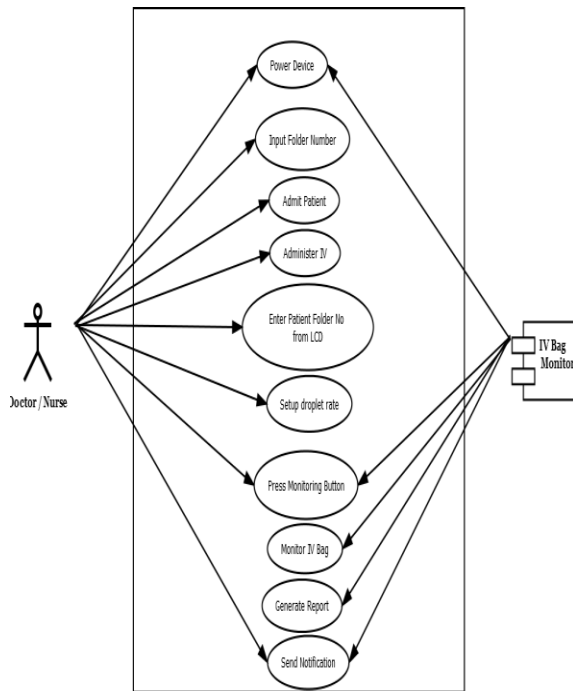 Power Device
Input Folder Number
Admit Patient
Administer IV
Enter Patient Folder No
from LCD
Setup droplet rate
Press Monitoring Button
Monitor IV Bag
Generate Report
Send Notification
Doctor / Nurse
IV Bag
Monitor